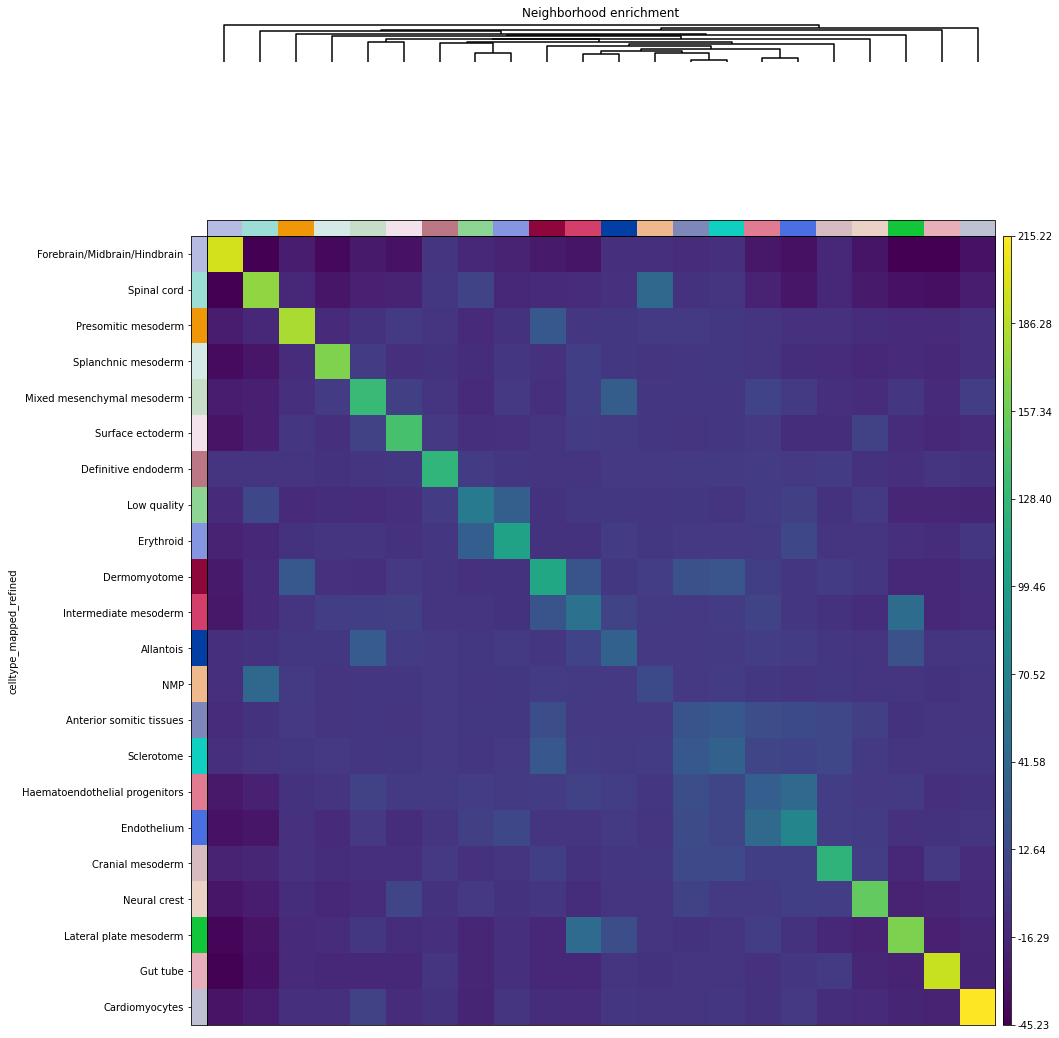 Neighborhood enrichment
Forebrain/Midbrain/Hindbrain
Spinal cord
Presomitic mesoderm
Splanchnic mesoderm
Mixed mesenchymal mesoderm
Surface ectoderm
Definitive endoderm
Low quality
Erythroid
Dermomyotome
Intermediate mesoderm
Allantois
NMP
Anterior somitic tissues
Sclerotome
Haematoendothelial progenitors
Endothelium
Cranial mesoderm
Neural crest
Lateral plate mesoderm
Gut tube
Cardiomyocytes
celltype_mapped_refined
215.22
186.28
157.34
128.40
99.46
70.52
41.58
12.64
-16.29
-45.23